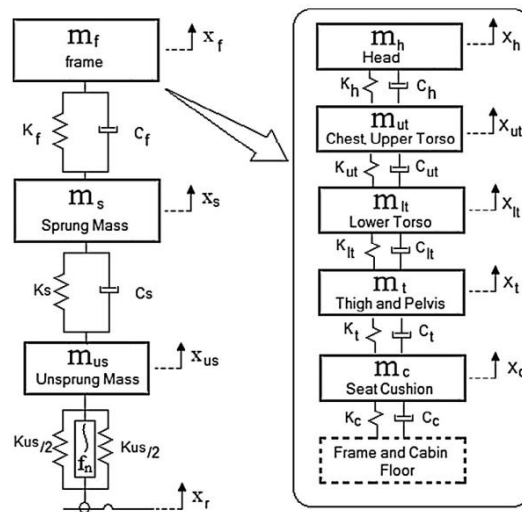 m_f
frame
x_f
K_f
C_f
m_s
Sprung Mass
x_s
Ks
Cs
m_us
Unsprung Mass
x_us
Kus/2
f_n
Kus/2
x_r
m_h
Head
X_h
K_h
C_h
m_ut
Chest, Upper Torso
X_ut
K_ut
C_ut
m_lt
Lower Torso
X_lt
K_lt
C_lt
m_t
Thigh and Pelvis
X_t
K_t
C_t
m_c
Seat Cushion
X_c
K_c
C_c
Frame and Cabin
Floor